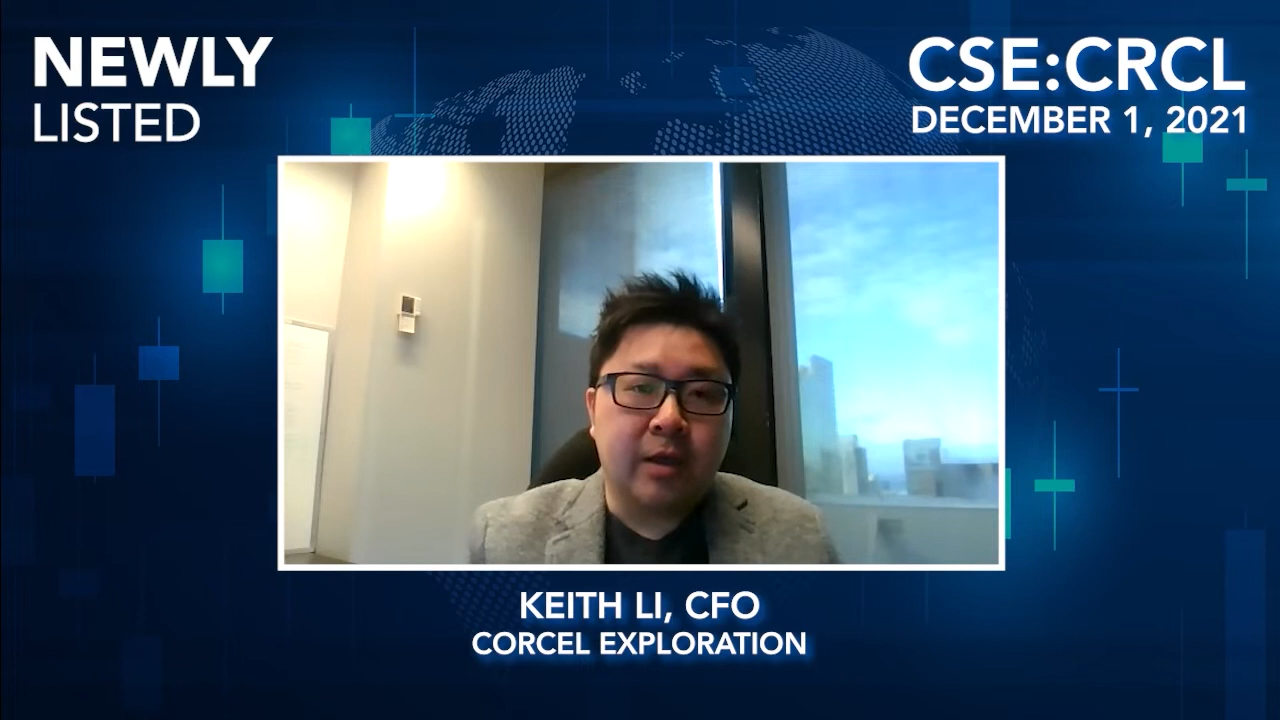 NEWLY
LISTED
CSE:CRCL
DECEMBER 1, 2021
KEITH LI, CFO
CORCEL EXPLORATION